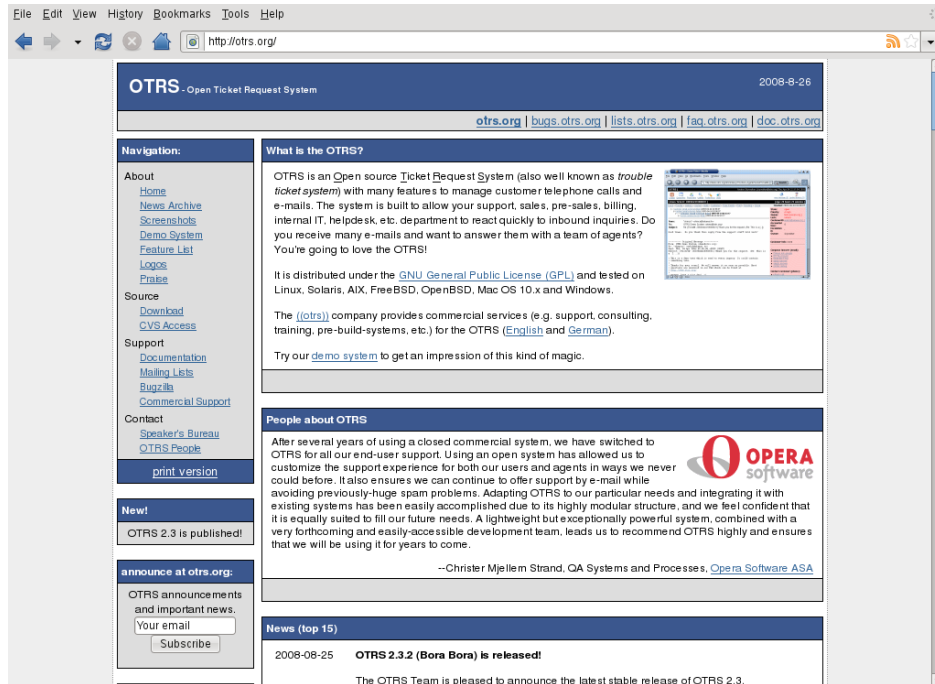 File Edit View History Bookmarks Tools Help
http://otrs.org/
OTRS - Open Ticket Request System
2008-8-26
otrs.org | bugs.otrs.org | lists.otrs.org | faq.otrs.org | doc.otrs.org
Navigation:
About
Home
News Archive
Screenshots
Demo System
Feature List
Logos
Praise
Source
Download
CVS Access
Support
Documentation
Mailing Lists
Bugzilla
Commercial Support
Contact
Speaker's Bureau
OTRS People
print version
New!
OTRS 2.3 is published!
announce at otrs.org:
OTRS announcements
and important news.
Your email
Subscribe
What is the OTRS?
OTRS is an Open source Ticket Request System (also well known as trouble
ticket system) with many features to manage customer telephone calls and
e-mails. The system is built to allow your support, sales, pre-sales, billing,
internal IT, helpdesk, etc. department to react quickly to inbound inquiries. Do
you receive many e-mails and want to answer them with a team of agents?
You're going to love the OTRS!
It is distributed under the GNU General Public License (GPL) and tested on
Linux, Solaris, AIX, FreeBSD, OpenBSD, Mac OS 10.x and Windows.
The ((otrs)) company provides commercial services (e.g. support, consulting,
training, pre-build-systems, etc.) for the OTRS (English and German).
Try our demo system to get an impression of this kind of magic.
People about OTRS
After several years of using a closed commercial system, we have switched to
OTRS for all our end-user support. Using an open system has allowed us to
customize the support experience for both our users and agents in ways we never
could before. It also ensures we can continue to offer support by e-mail while
avoiding previously-huge spam problems. Adapting OTRS to our particular needs and integrating it with
existing systems has been easily accomplished due to its highly modular structure, and we feel confident that
it is equally suited to fill our future needs. A lightweight but exceptionally powerful system, combined with a
very forthcoming and easily-accessible development team, leads us to recommend OTRS highly and ensures
that we will be using it for years to come.
OPERA
software
--Christer Mjellem Strand, QA Systems and Processes, Opera Software ASA
News (top 15)
2008-08-25 OTRS 2.3.2 (Bora Bora) is released!
The OTRS Team is pleased to announce the latest stable release of OTRS 2.3.